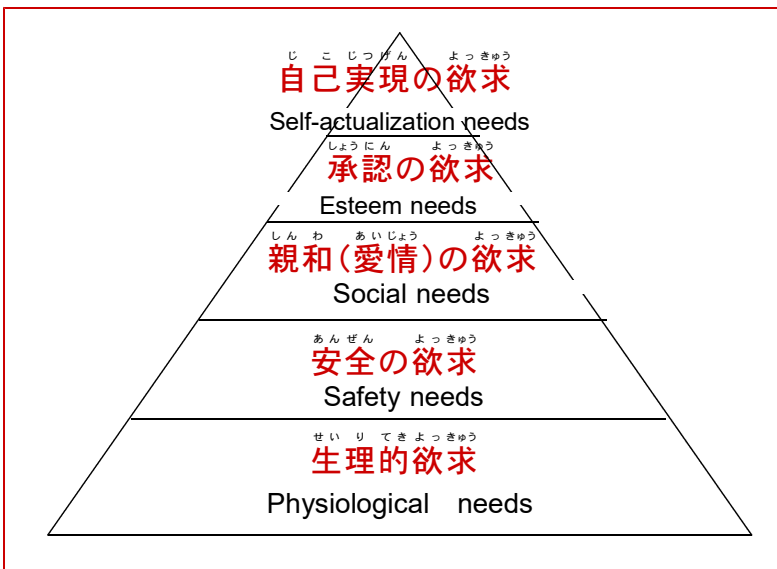 じこじつげん よっきゅう
自己実現の欲求
Self-actualization needs
しょうにん よっきゅう
承認の欲求
Esteem needs
しんわ あいじょう よっきゅう
親和(愛情)の欲求
Social needs
あんぜん よっきゅう
安全の欲求
Safety needs
せいりてきよっきゅう
生理的欲求
Physiological needs